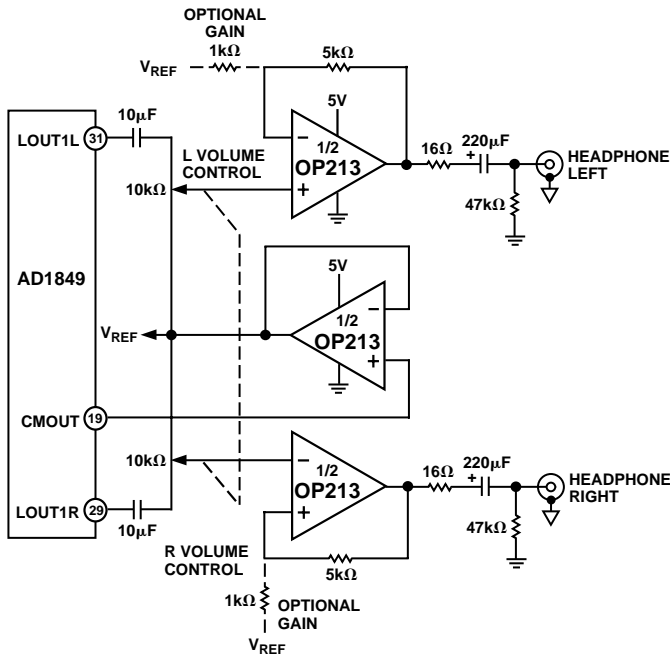 OPTIONAL
GAIN
1kΩ
VREF
5kΩ
5V
10µF
LOUT1L
31
L VOLUME
CONTROL
–
1/2
OP213
+
16Ω
220µF
+
HEADPHONE
LEFT
10kΩ
47kΩ
AD1849
5V
–
1/2
OP213
+
VREF
CMOUT
19
10kΩ
–
1/2
OP213
+
16Ω
220µF
+
HEADPHONE
RIGHT
LOUT1R
29
10µF
47kΩ
R VOLUME
CONTROL
5kΩ
1kΩ
OPTIONAL
GAIN
VREF